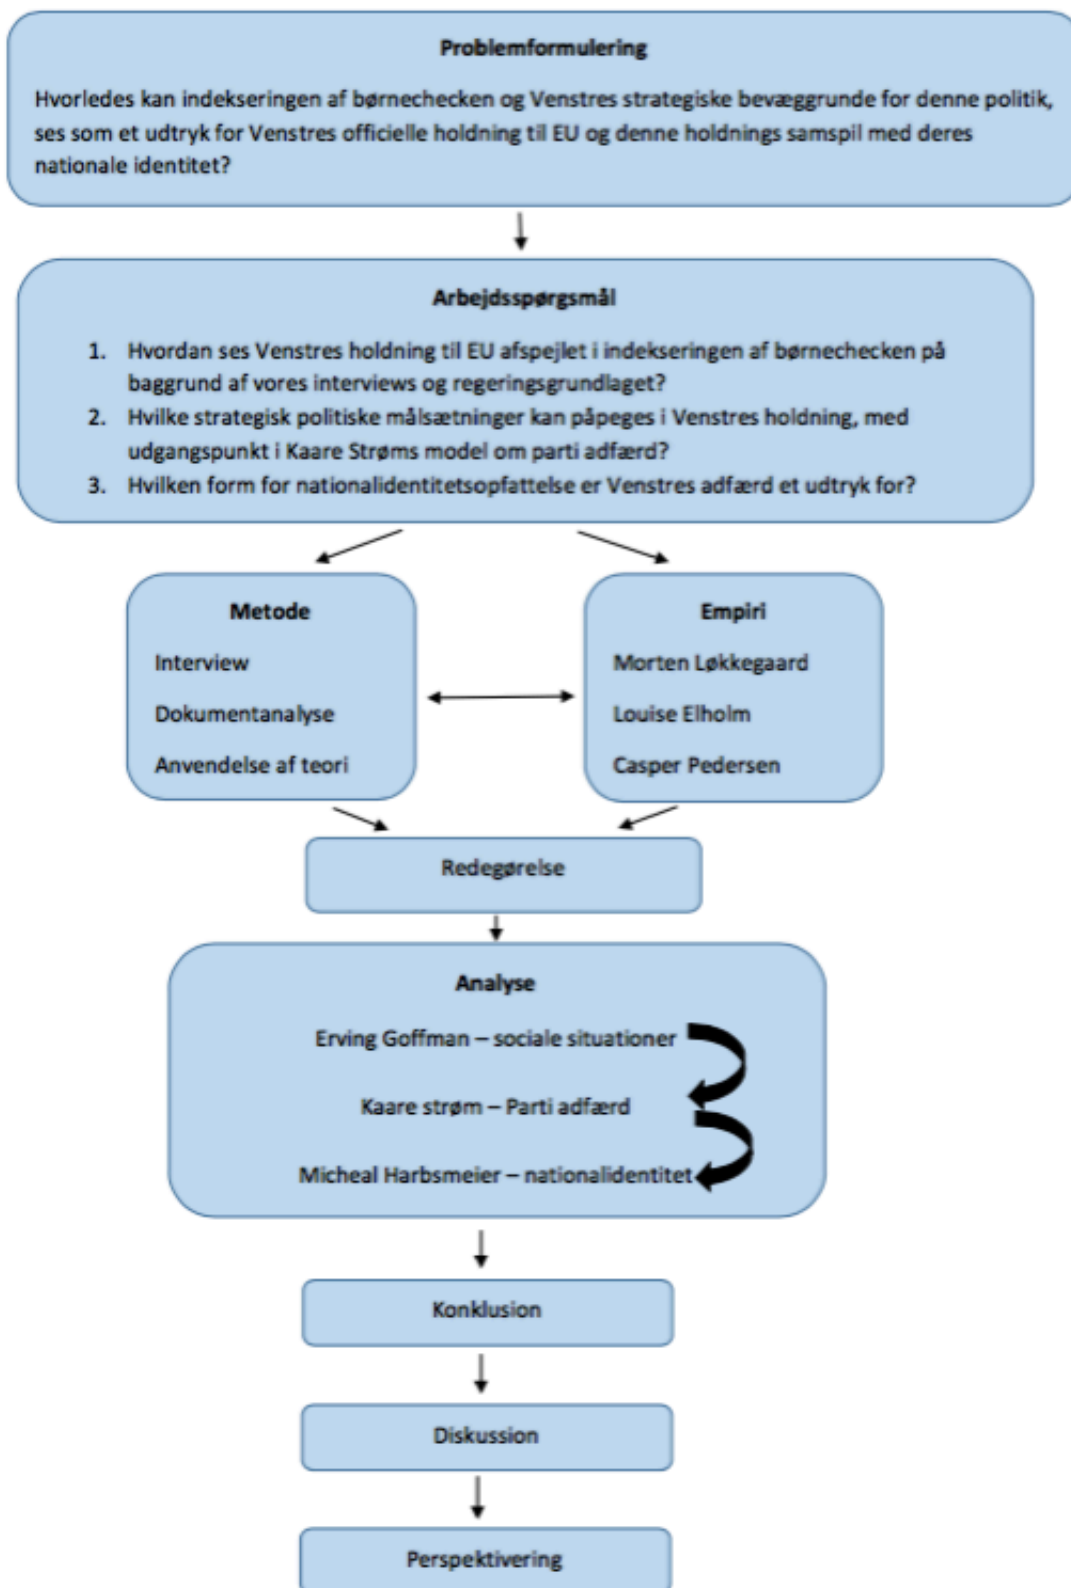 Problemformulering
Hvorledes kan indekseringen af børnechecken og Venstres strategiske bevæggrunde for denne politik,
ses som et udtryk for Venstres officielle holdning til EU og denne holdnings samspil med deres
nationale identitet?
Arbejdsspørgsmål
1. Hvordan ses Venstres holdning til EU afspejlet i indekseringen af børnechecken på
baggrund af vores interviews og regeringsgrundlaget?
2. Hvilke strategisk politiske målsætninger kan påpeges i Venstres holdning, med
udgangspunkt i Kaare Strøms model om parti adfærd?
3. Hvilken form for nationalidentitetsopfattelse er Venstres adfærd et udtryk for?
Metode
Interview
Dokumentanalyse
Anvendelse af teori
Empiri
Morten Løkkegaard
Louise Elholm
Casper Pedersen
Redegørelse
Analyse
Erving Goffman – sociale situationer
Kaare strøm – Parti adfærd
Micheal Harbsmeier – nationalidentitet
Konklusion
Diskussion
Perspektivering